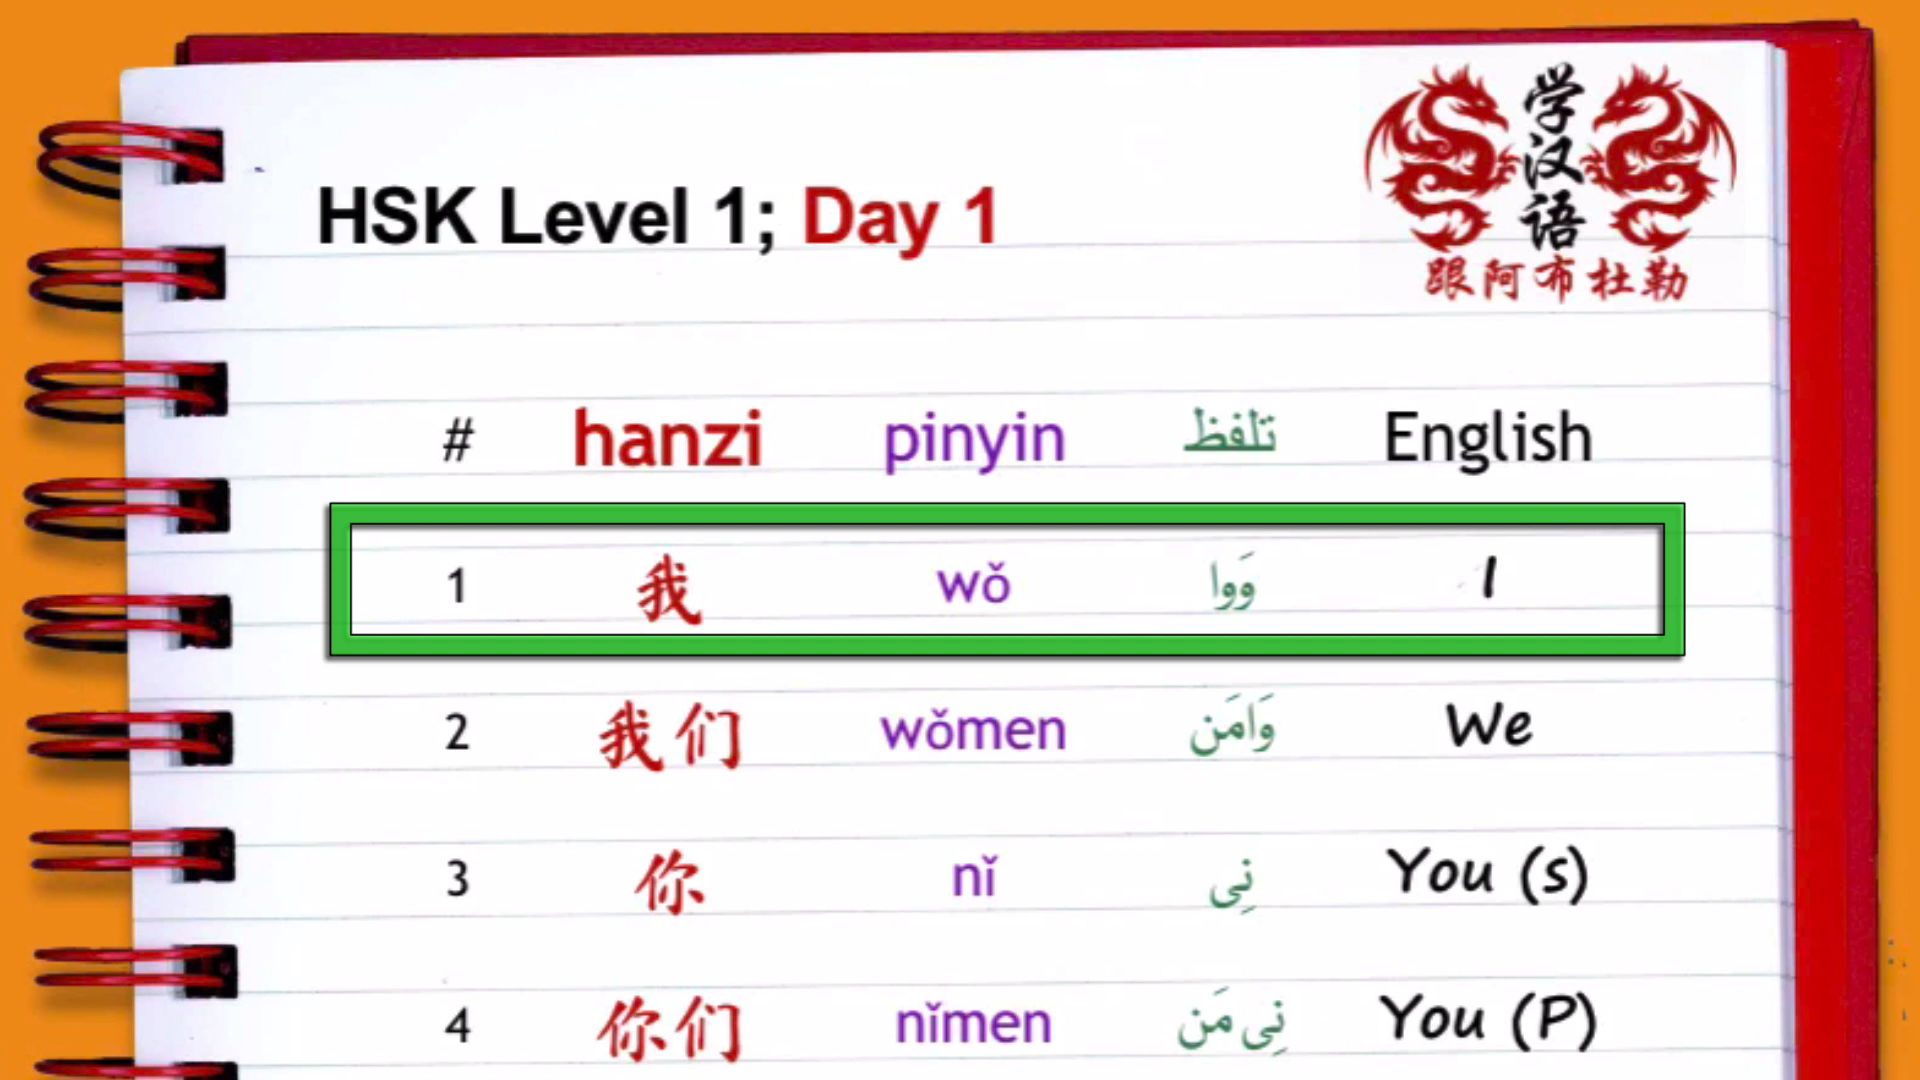 学汉语
跟阿布杜勒
HSK Level 1; Day 1
# hanzi pinyin تلفظ English
1 我 wǒ وَوا I
2 我们 wǒmen وَامَن We
3 你 nǐ نِی You (s)
4 你们 nǐmen نِی مَن You (P)